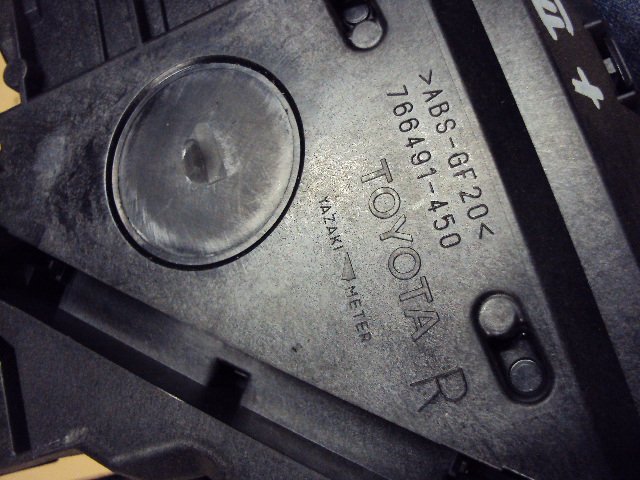 >ABS-GF20<
766491-450
TOYOTA R
YAZAKI METER